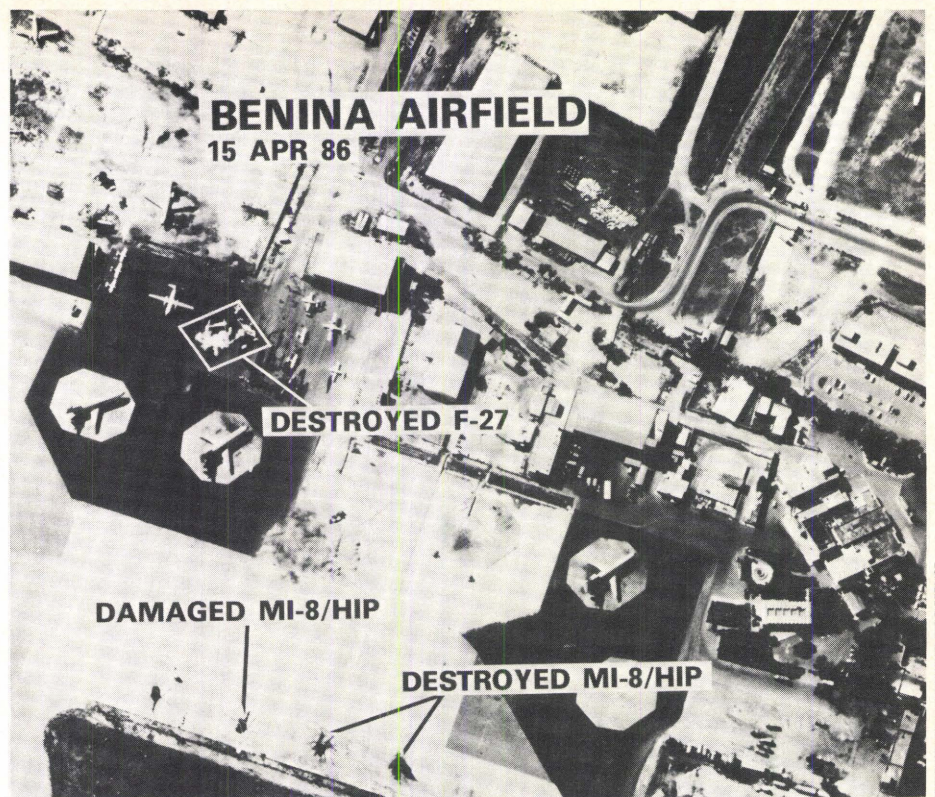 BENINA AIRFIELD
15 APR 86
DESTROYED F-27
DAMAGED MI-8/HIP
DESTROYED MI-8/HIP